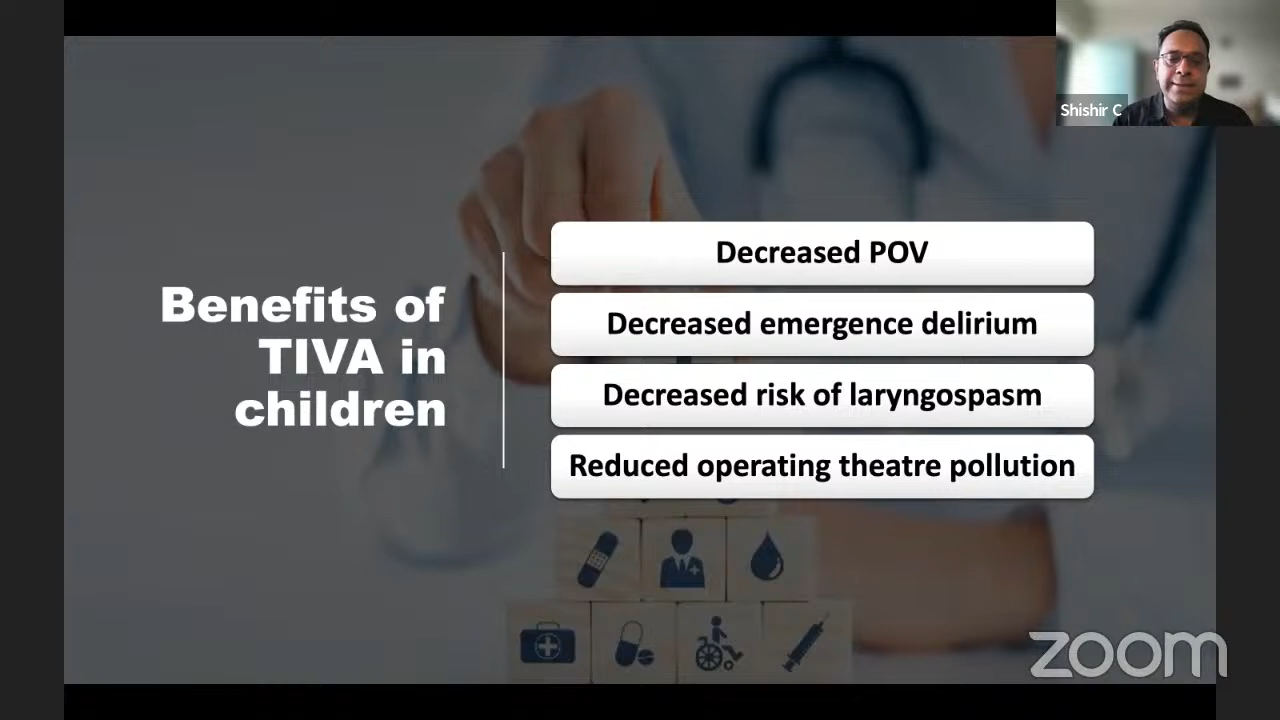 Shishir C
Benefits of
TIVA in
children
Decreased POV
Decreased emergence delirium
Decreased risk of laryngospasm
Reduced operating theatre pollution
zoom